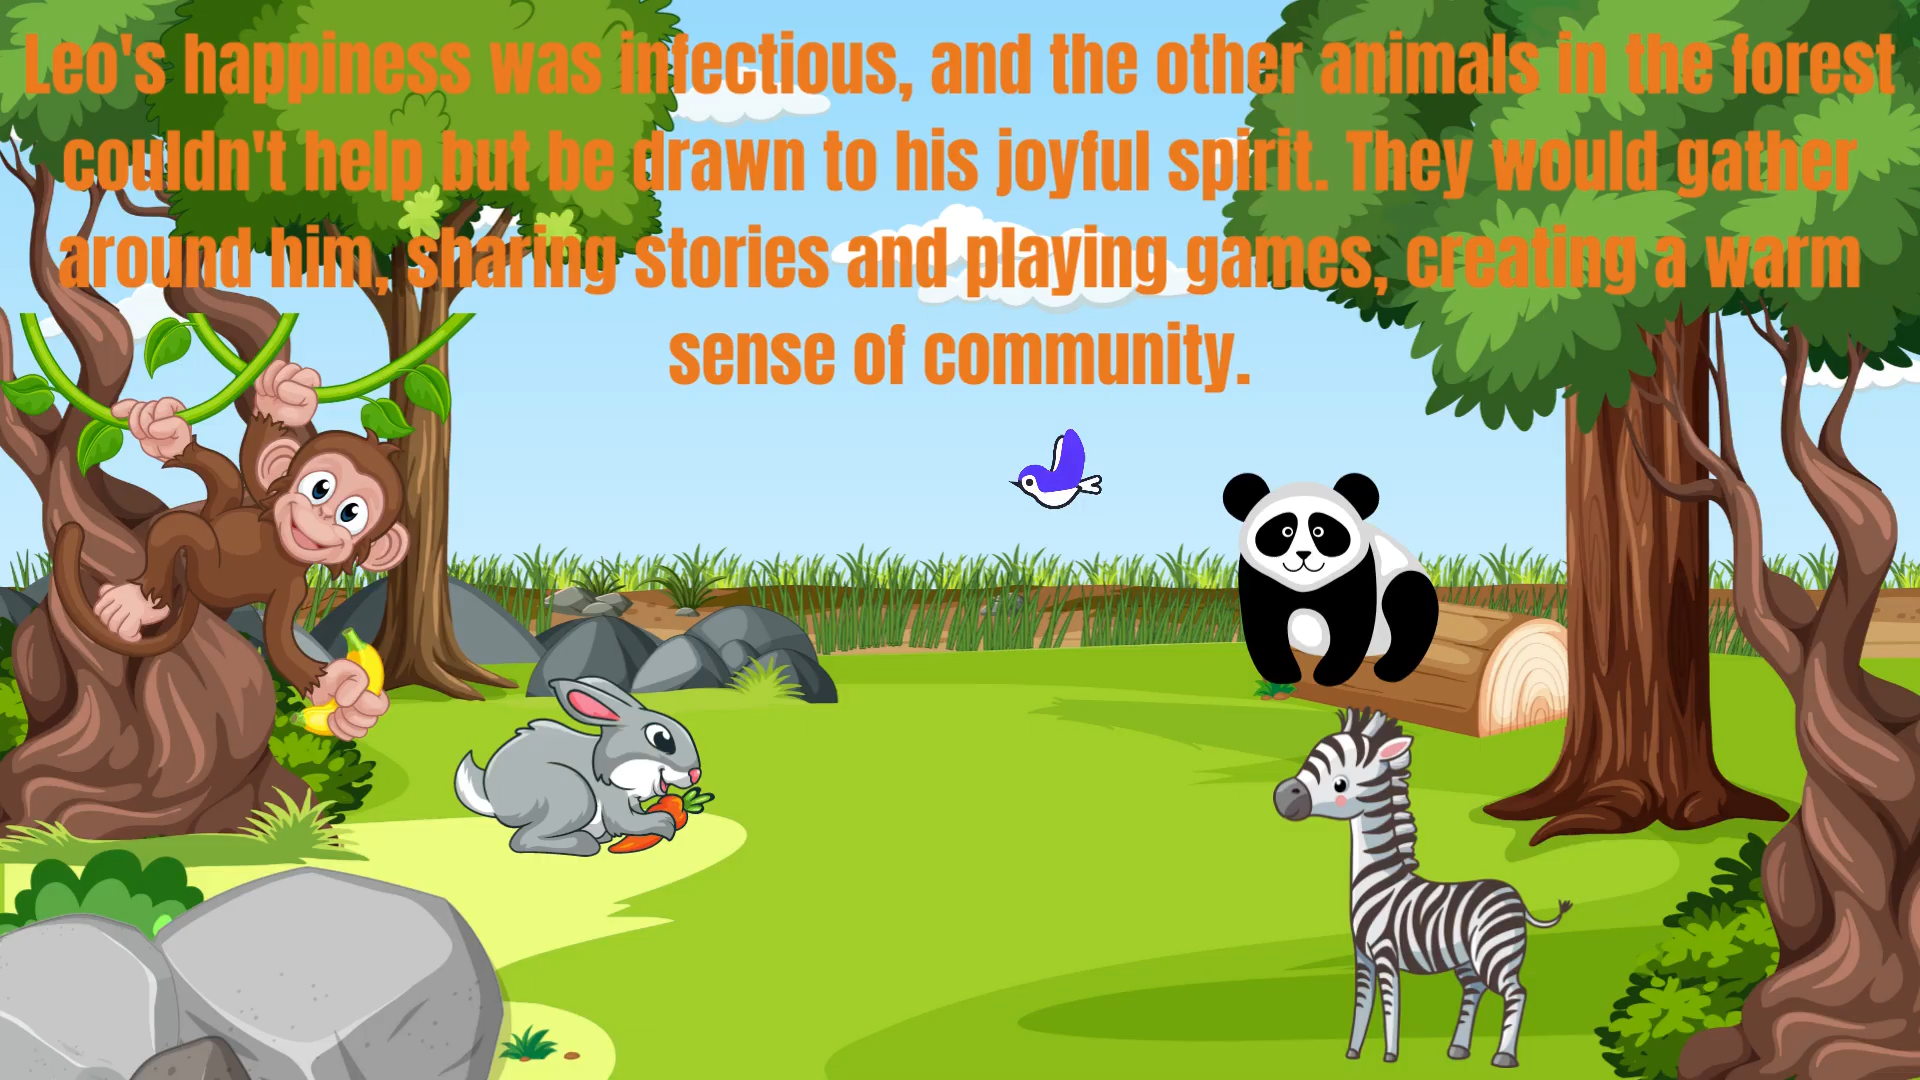 Leo's happiness was infectious, and the other animals in the forest
couldn't help but be drawn to his joyful spirit. They would gather
around him, sharing stories and playing games, creating a warm
sense of community.